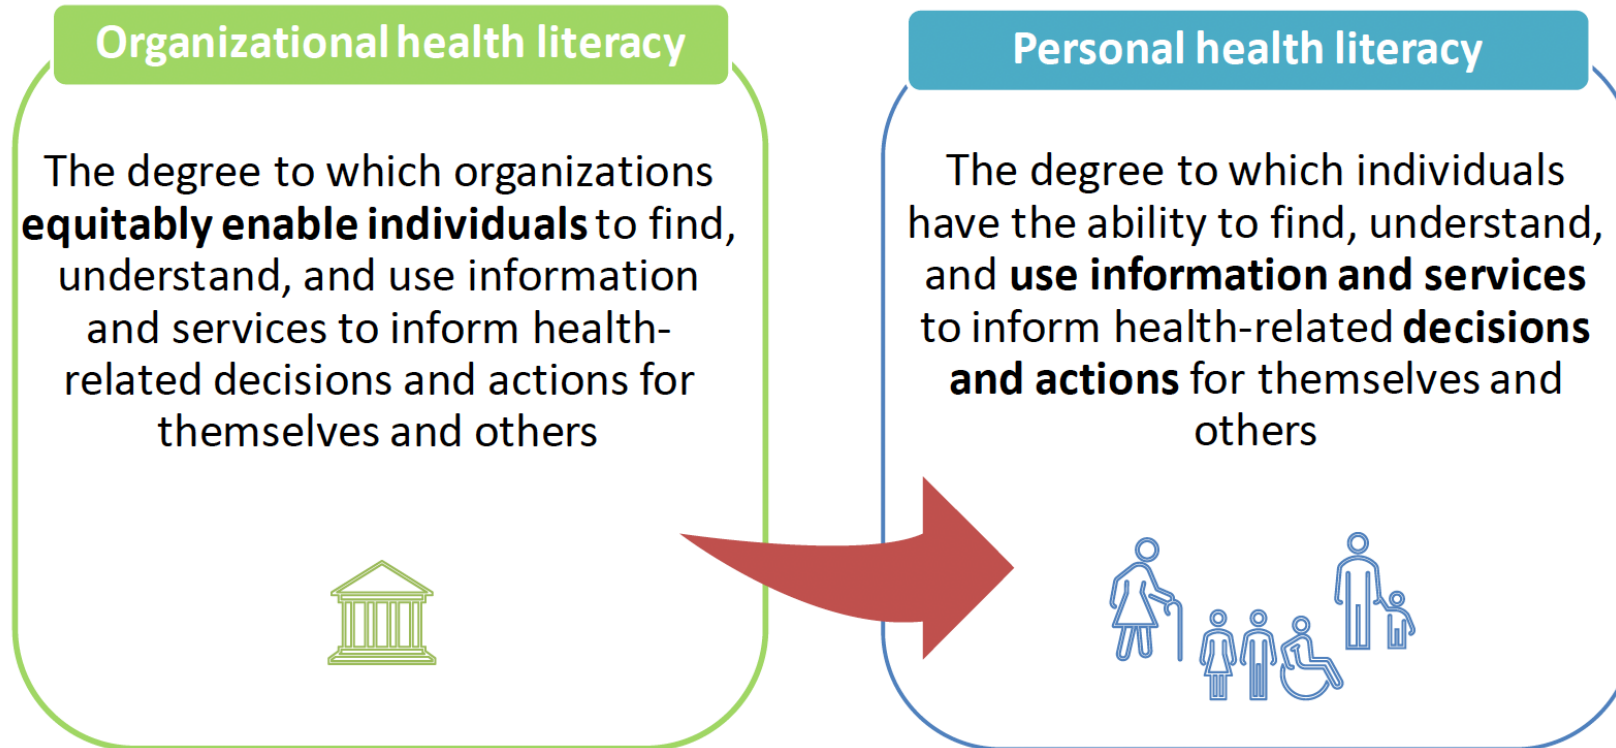 Organizational health literacy
The degree to which organizations
equitably enable individuals to find,
understand, and use information
and services to inform health-
related decisions and actions for
themselves and others
Personal health literacy
The degree to which individuals
have the ability to find, understand,
and use information and services
to inform health-related decisions
and actions for themselves and
others